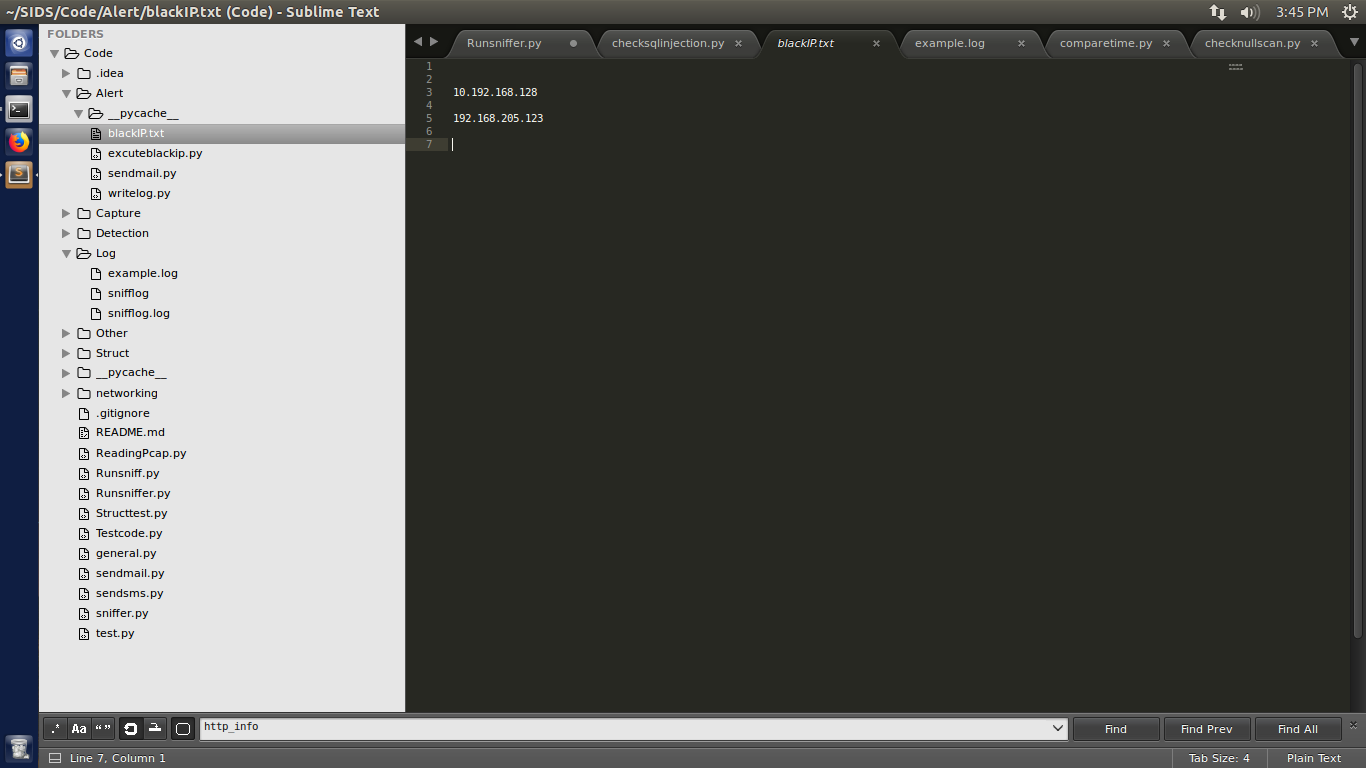 ~/SIDS/Code/Alert/blackIP.txt (Code) - Sublime Text
3:45 PM
FOLDERS
Code
.idea
Alert
__pycache__
blackIP.txt
excuteblackip.py
sendmail.py
writelog.py
Capture
Detection
Log
example.log
snifflog
snifflog.log
Other
Struct
__pycache__
networking
.gitignore
README.md
ReadingPcap.py
Runsniff.py
Runsniffer.py
Structtest.py
Testcode.py
general.py
sendmail.py
sendsms.py
sniffer.py
test.py
Runsniffer.py
checksqlinjection.py
blackIP.txt
example.log
comparetime.py
checknullscan.py
1
2
3 10.192.168.128
4
5 192.168.205.123
6
7
.* Aa “ ” http_info Find Find Prev Find All
Line 7, Column 1 Tab Size: 4 Plain Text